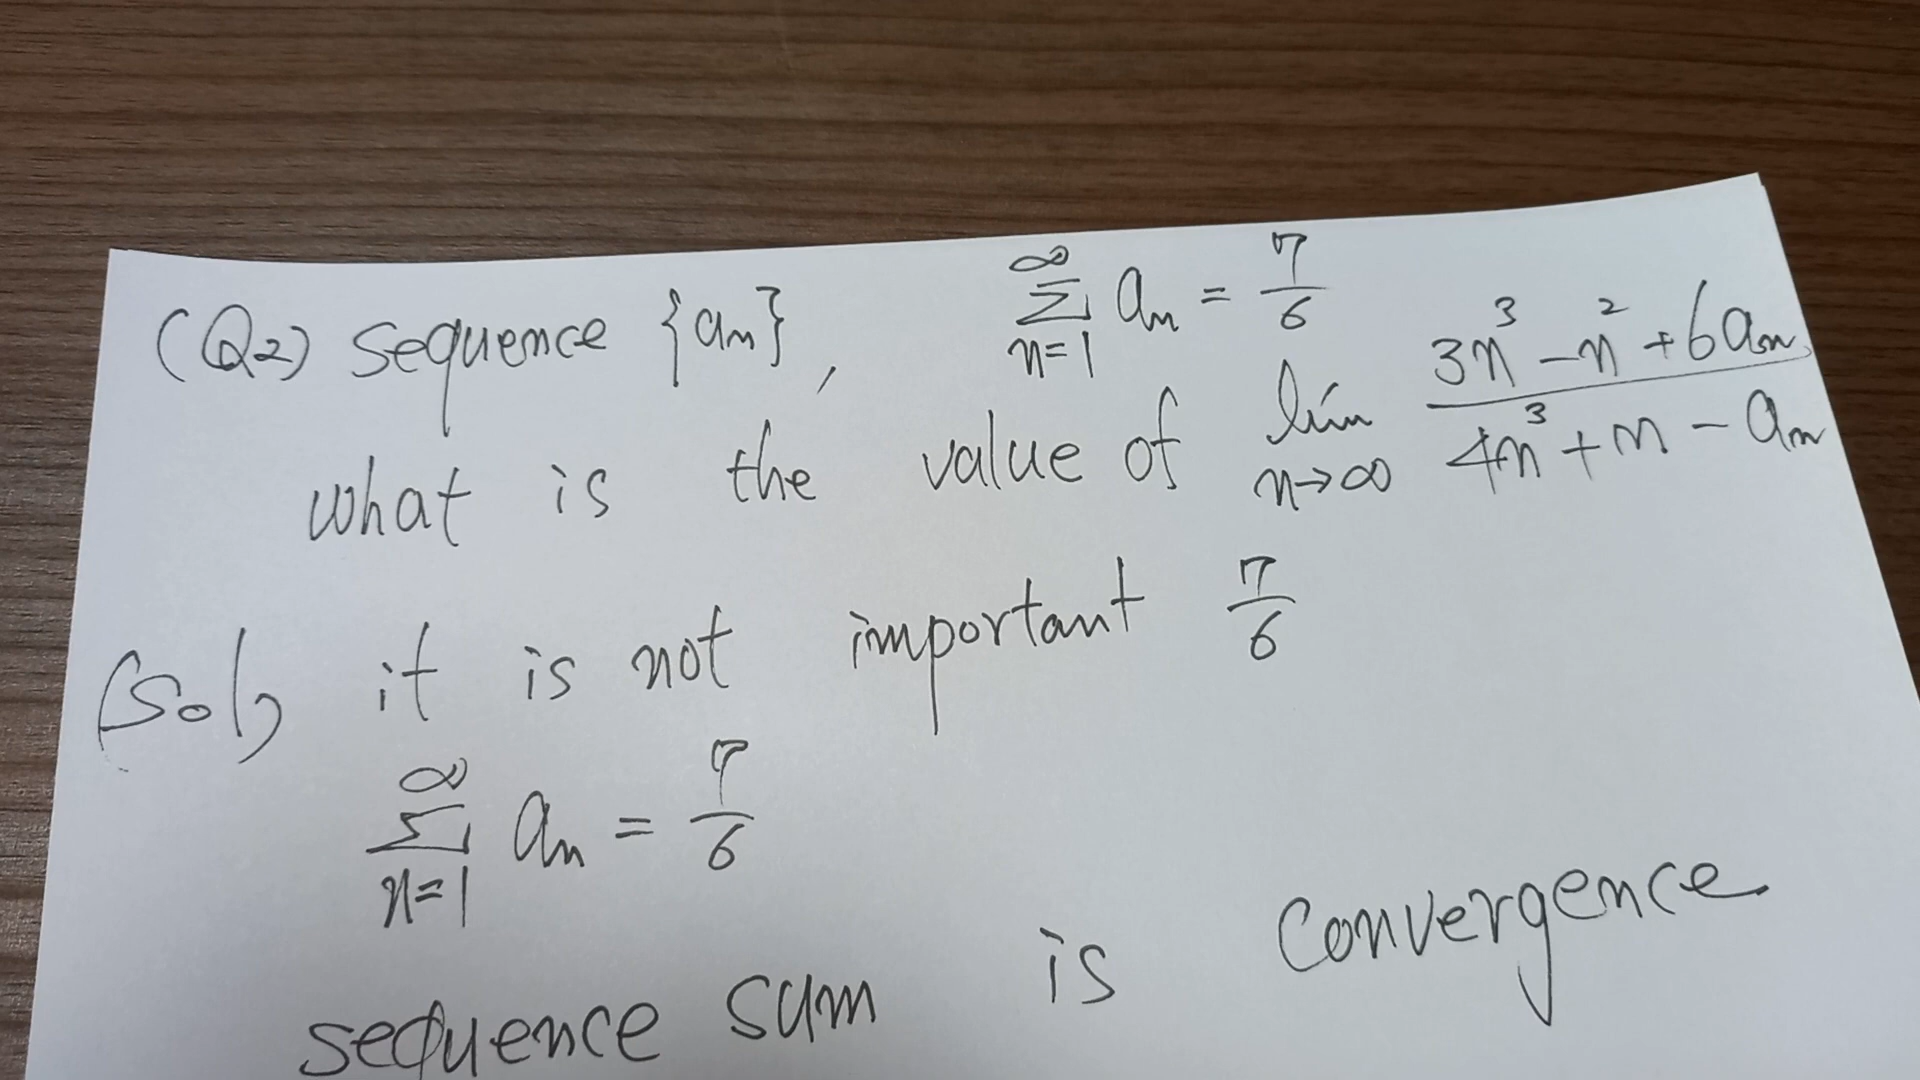 (Q2) sequence {aₙ}, ∑_{n=1}^{∞} aₙ = 7/6
what is the value of lim_{n→∞} (3n³ - n² + 6aₙ)/(4n³ + n - aₙ)
(Sol) it is not important 7/6
∑_{n=1}^{∞} aₙ = 7/6
sequence sum is convergence